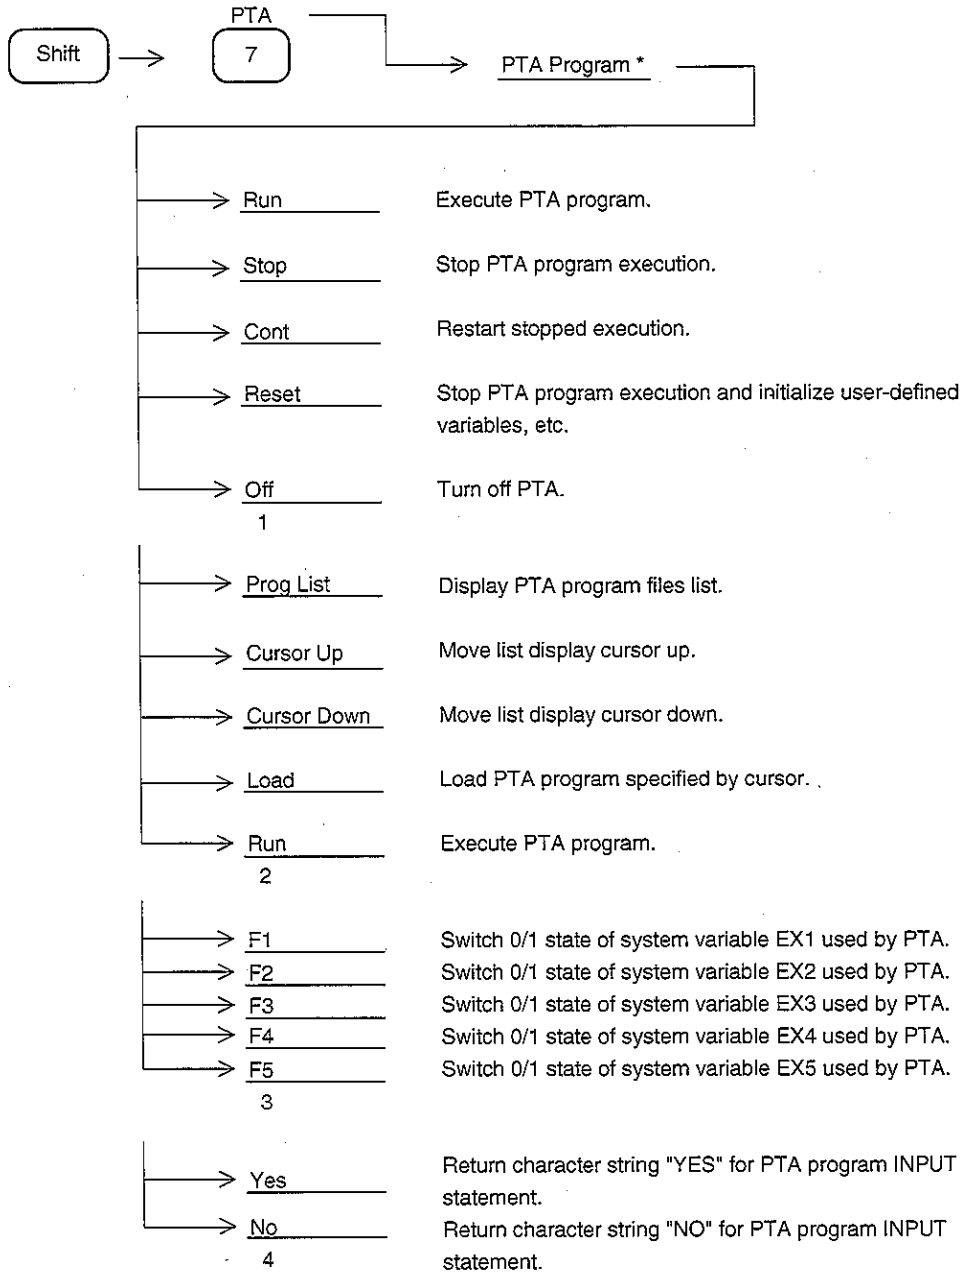 PTA
Shift
7
PTA Program *
Run Execute PTA program.
Stop Stop PTA program execution.
Cont Restart stopped execution.
Reset Stop PTA program execution and initialize user-defined
variables, etc.
Off Turn off PTA.
1
Prog List Display PTA program files list.
Cursor Up Move list display cursor up.
Cursor Down Move list display cursor down.
Load Load PTA program specified by cursor.
Run Execute PTA program.
2
F1 Switch 0/1 state of system variable EX1 used by PTA.
F2 Switch 0/1 state of system variable EX2 used by PTA.
F3 Switch 0/1 state of system variable EX3 used by PTA.
F4 Switch 0/1 state of system variable EX4 used by PTA.
F5 Switch 0/1 state of system variable EX5 used by PTA.
3
Yes Return character string "YES" for PTA program INPUT
statement.
No Return character string "NO" for PTA program INPUT
4 statement.